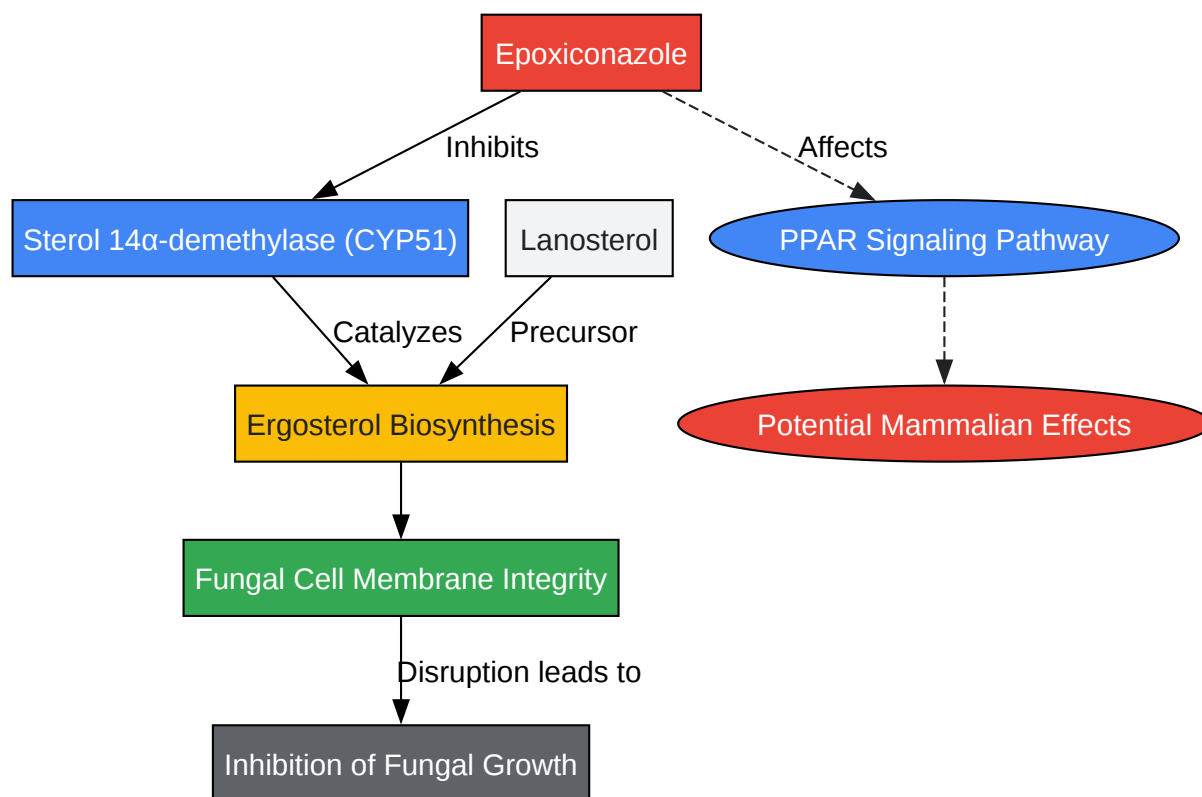 Epoxiconazole
Inhibits
Affects
Sterol 14α-demethylase (CYP51)
Lanosterol
PPAR Signaling Pathway
Catalyzes
Precursor
Ergosterol Biosynthesis
Potential Mammalian Effects
Fungal Cell Membrane Integrity
Disruption leads to
Inhibition of Fungal Growth